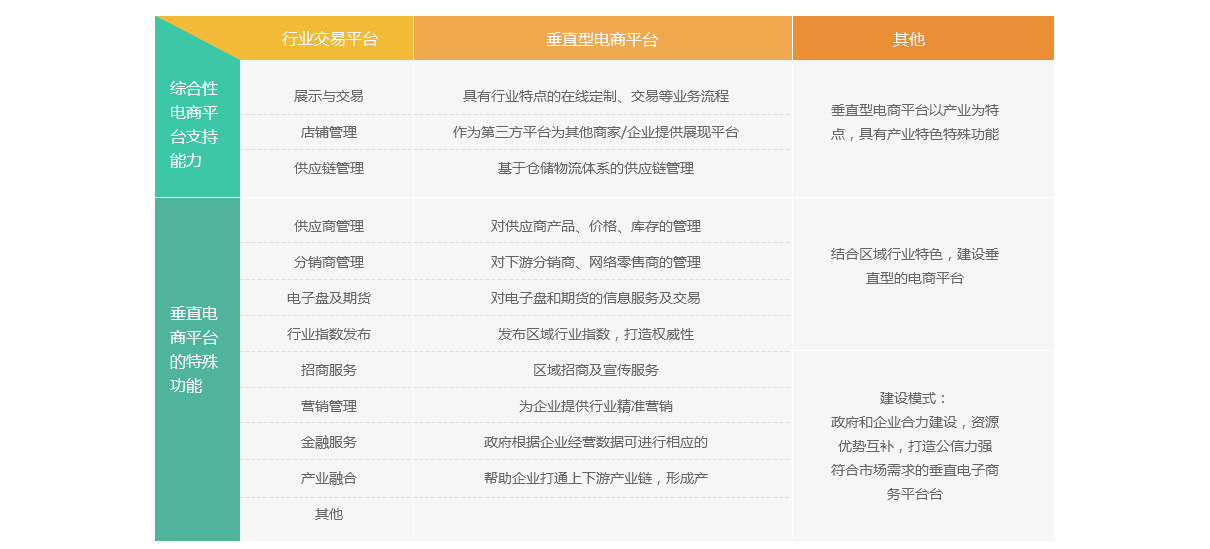 行业交易平台
垂直型电商平台
其他
综合性
电商平
台支持
能力
展示与交易
具有行业特点的在线定制、交易等业务流程
店铺管理
作为第三方平台为其他商家/企业提供展现平台
供应链管理
基于仓储物流体系的供应链管理
垂直型电商平台以产业为特
点，具有产业特色特殊功能
垂直电
商平台
的特殊
功能
供应商管理
对供应商产品、价格、库存的管理
分销商管理
对下游分销商、网络零售商的管理
电子盘及期货
对电子盘和期货的信息服务及交易
行业指数发布
发布区域行业指数，打造权威性
结合区域行业特色，建设垂
直型的电商平台
招商服务
区域招商及宣传服务
营销管理
为企业提供行业精准营销
金融服务
政府根据企业经营数据可进行相应的
产业融合
帮助企业打通上下游产业链，形成产
其他
建设模式：
政府和企业合力建设，资源
优势互补，打造公信力强
符合市场需求的垂直电子商
务平台台